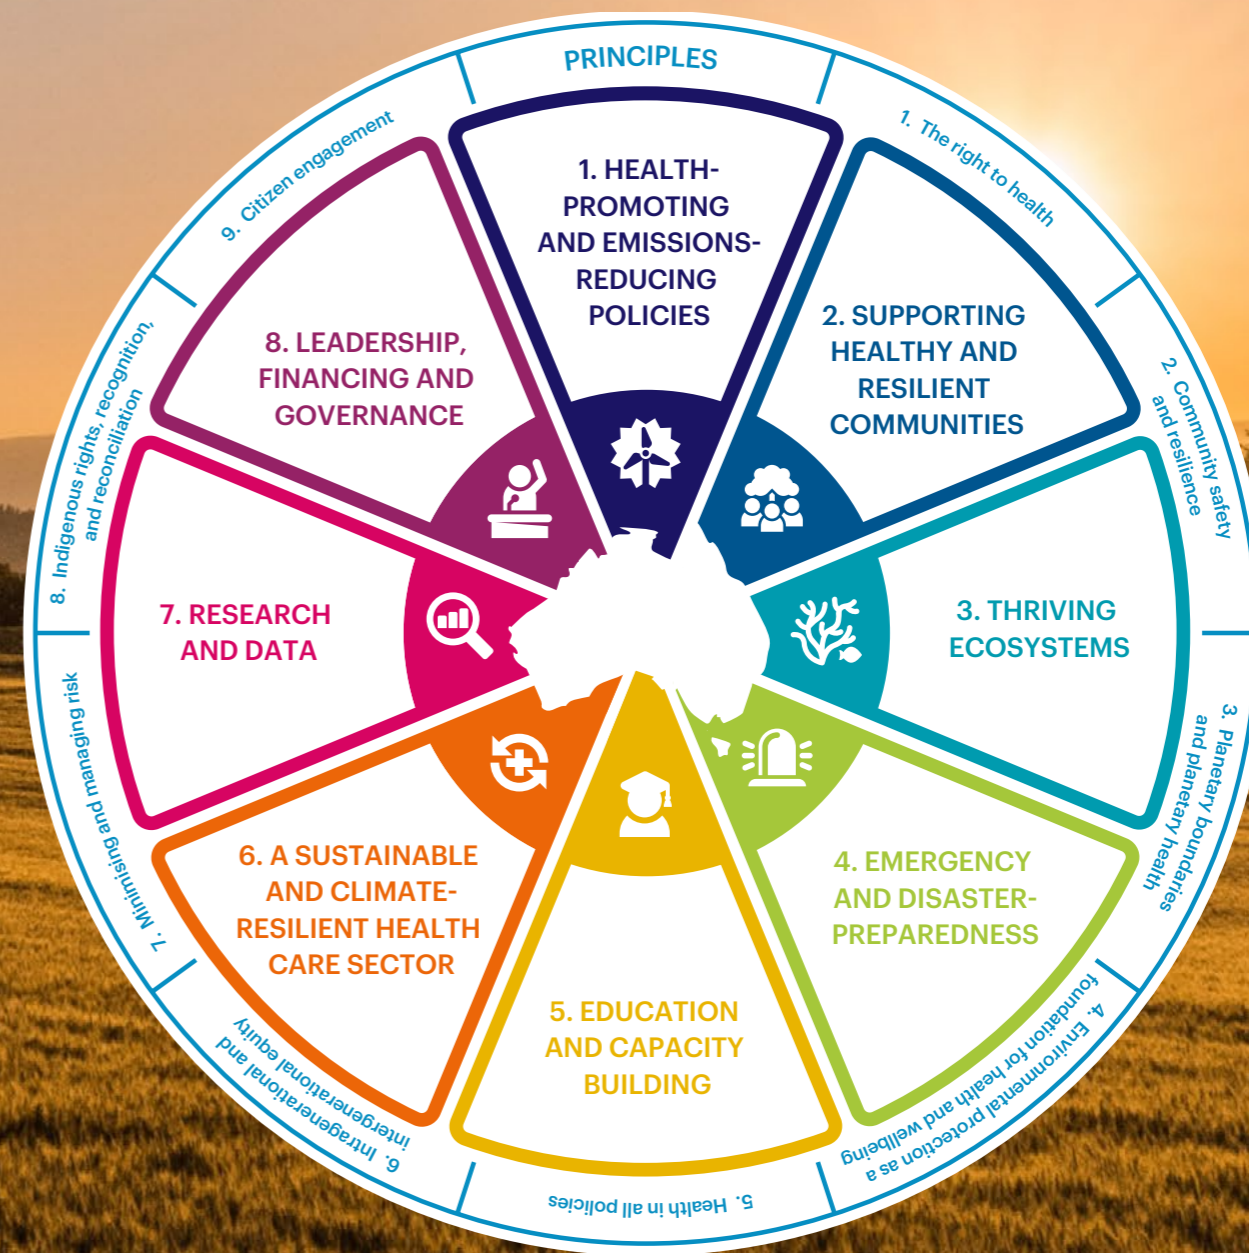 PRINCIPLES
1. The right to health
2. Community safety
and resilience
3. Planetary boundaries
and planetary health
4. Environmental protection as a
foundation for health and wellbeing
5. Health in all policies
6. Intragenerational and
intergenerational equity
7. Minimising and managing risk
8. Indigenous rights, recognition,
and reconciliation
9. Citizen engagement
1. HEALTH-
PROMOTING
AND EMISSIONS-
REDUCING
POLICIES
2. SUPPORTING
HEALTHY AND
RESILIENT
COMMUNITIES
3. THRIVING
ECOSYSTEMS
4. EMERGENCY
AND DISASTER-
PREPAREDNESS
5. EDUCATION
AND CAPACITY
BUILDING
6. A SUSTAINABLE
AND CLIMATE-
RESILIENT HEALTH
CARE SECTOR
7. RESEARCH
AND DATA
8. LEADERSHIP,
FINANCING AND
GOVERNANCE